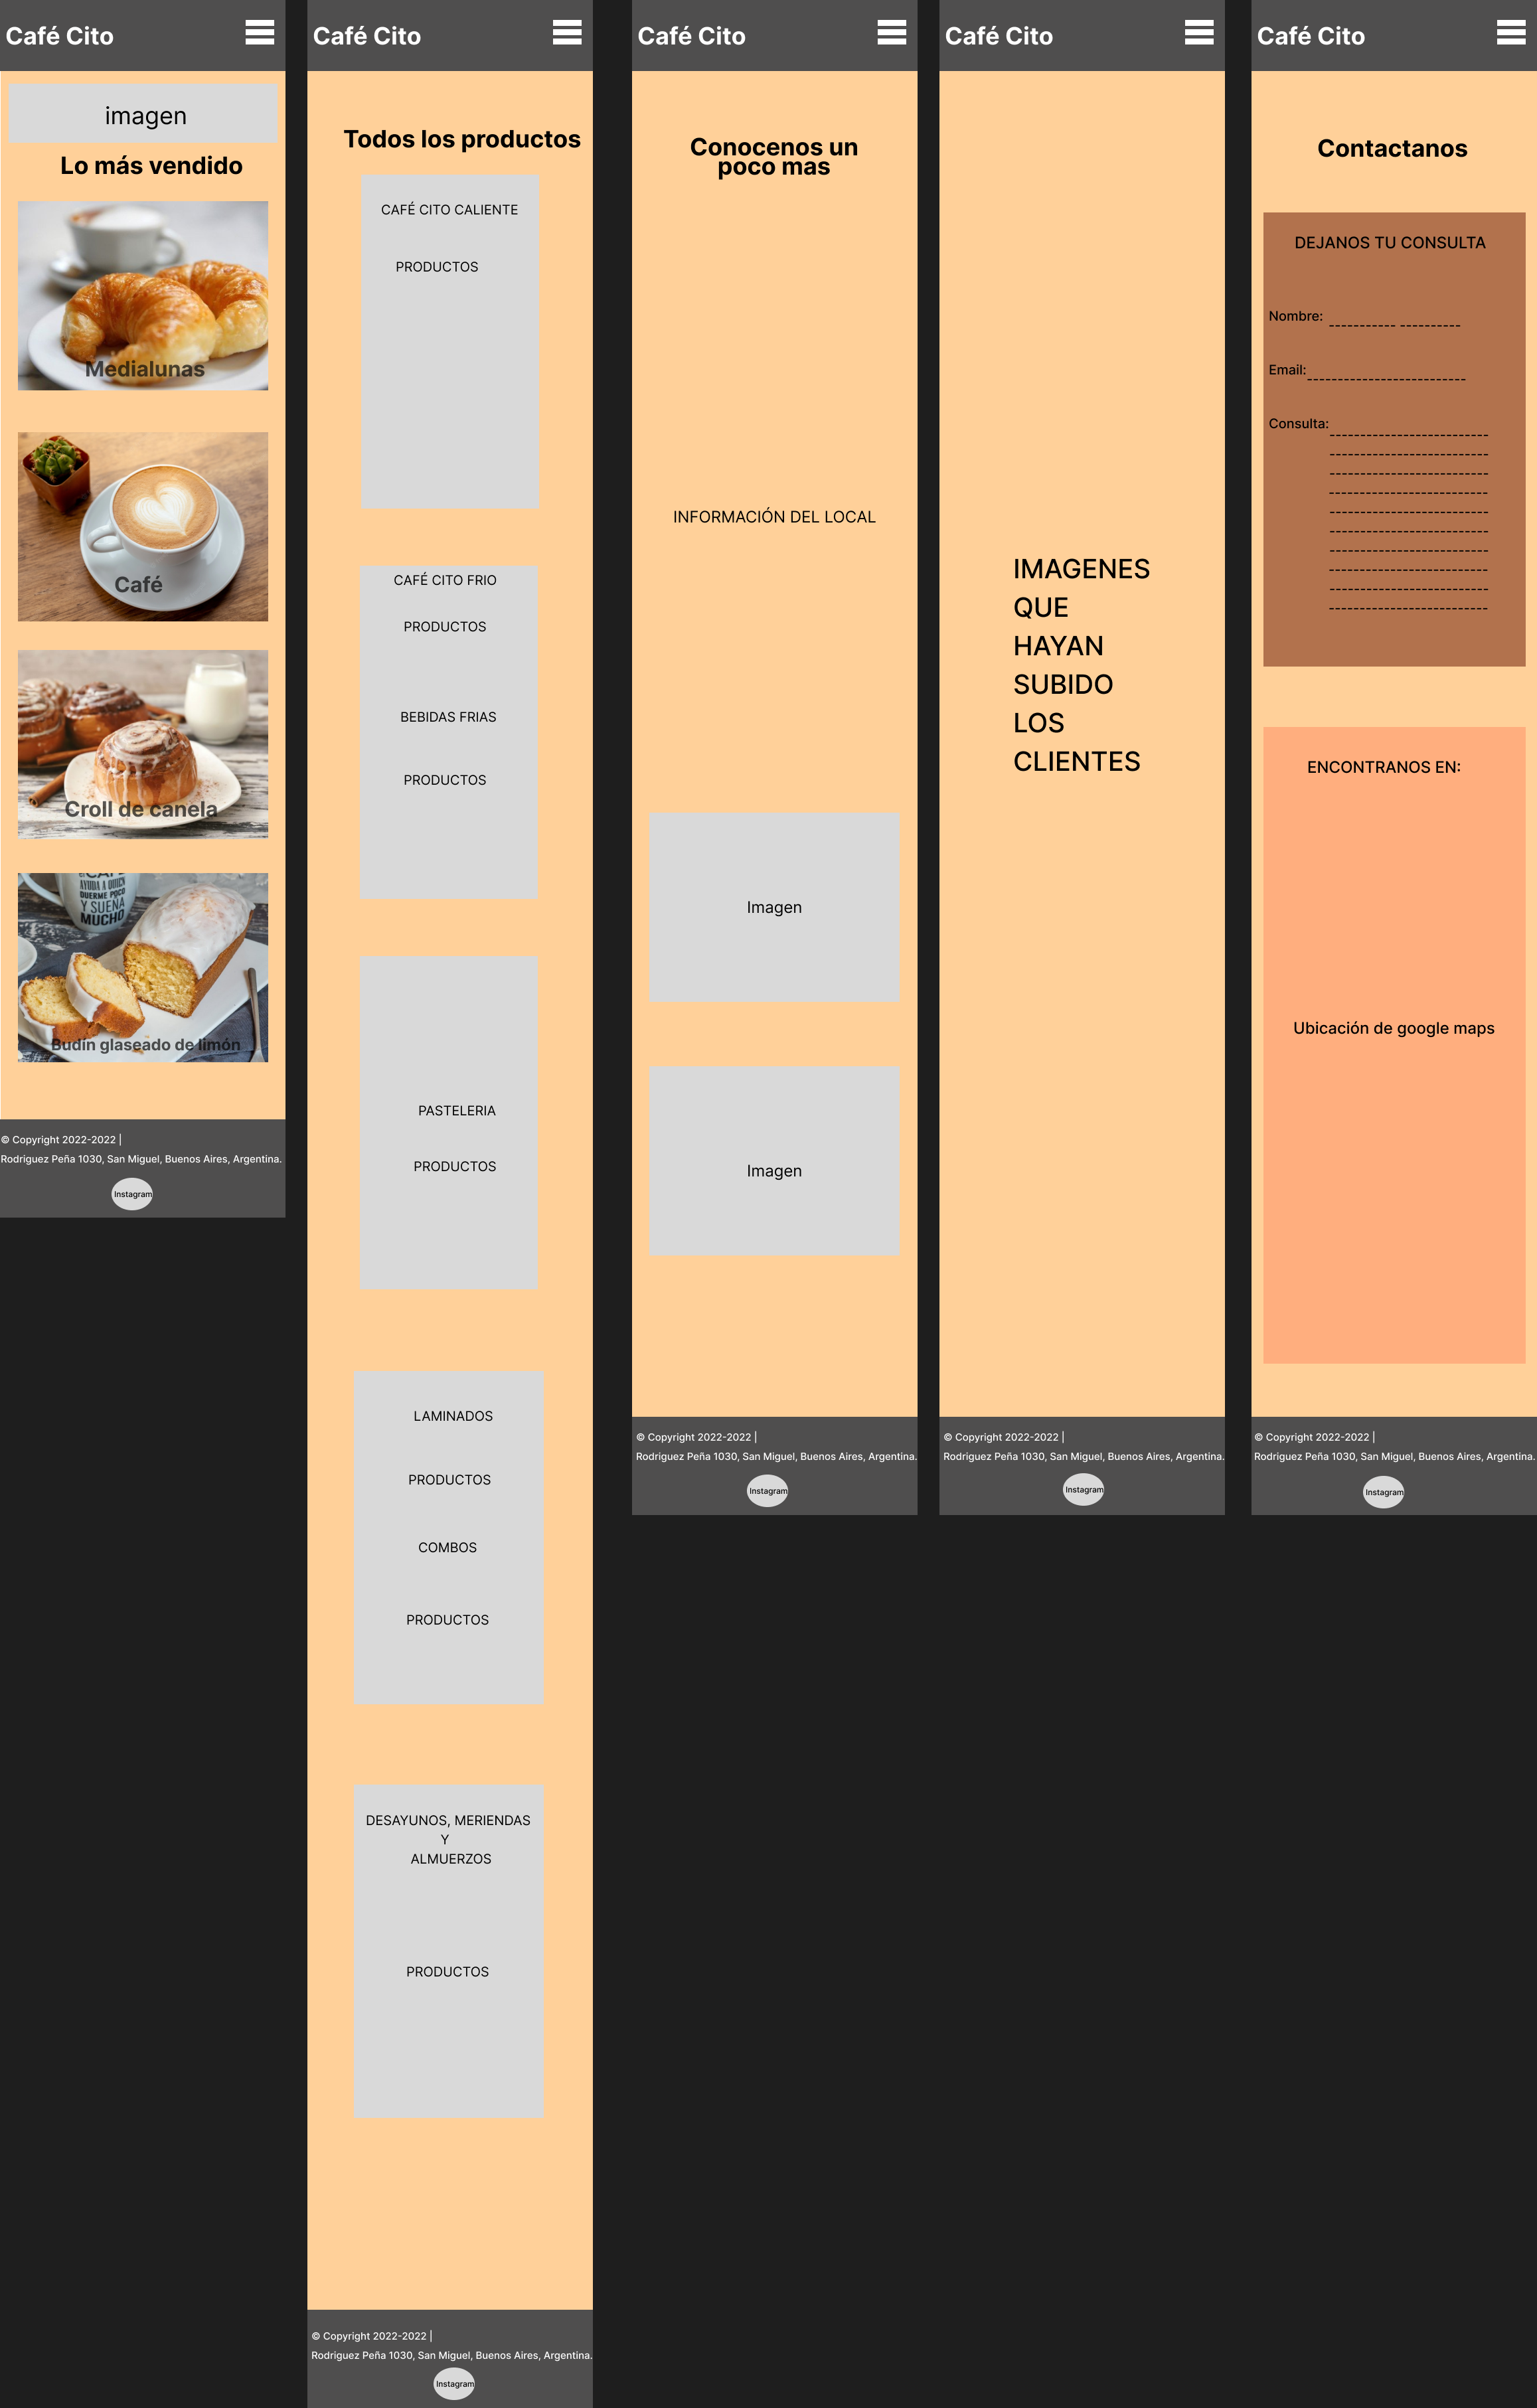 Café Cito
imagen
Lo más vendido
Medialunas
Café
Croll de canela
AYUDA A QUIEN
DUERME POCO
Y SUEÑA
MUCHO
Budín glaseado de limón
© Copyright 2022-2022 |
Rodriguez Peña 1030, San Miguel, Buenos Aires, Argentina.
Instagram
Café Cito
Todos los productos
CAFÉ CITO CALIENTE
PRODUCTOS
CAFÉ CITO FRIO
PRODUCTOS
BEBIDAS FRIAS
PRODUCTOS
PASTELERIA
PRODUCTOS
LAMINADOS
PRODUCTOS
COMBOS
PRODUCTOS
DESAYUNOS, MERIENDAS
Y
ALMUERZOS
PRODUCTOS
© Copyright 2022-2022 |
Rodriguez Peña 1030, San Miguel, Buenos Aires, Argentina.
Instagram
Café Cito
Conocenos un
poco mas
INFORMACIÓN DEL LOCAL
Imagen
Imagen
© Copyright 2022-2022 |
Rodriguez Peña 1030, San Miguel, Buenos Aires, Argentina.
Instagram
Café Cito
IMAGENES
QUE
HAYAN
SUBIDO
LOS
CLIENTES
© Copyright 2022-2022 |
Rodriguez Peña 1030, San Miguel, Buenos Aires, Argentina.
Instagram
Café Cito
Contactanos
DEJANOS TU CONSULTA
Nombre: ----------- ----------
Email:--------------------------
Consulta:--------------------------
--------------------------
--------------------------
--------------------------
--------------------------
--------------------------
--------------------------
--------------------------
--------------------------
--------------------------
ENCONTRANOS EN:
Ubicación de google maps
© Copyright 2022-2022 |
Rodriguez Peña 1030, San Miguel, Buenos Aires, Argentina.
Instagram